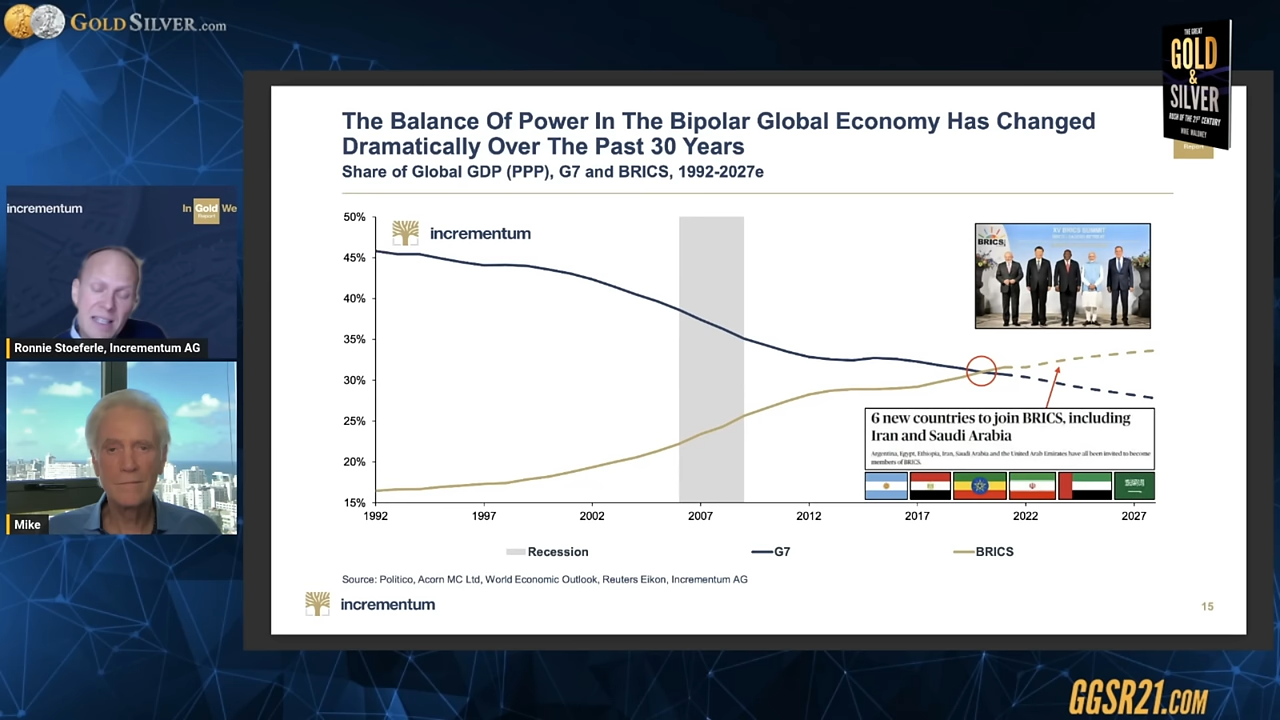 GOLDSILVER.com
THE GREAT
GOLD
&
SILVER
RUSH OF THE 21ST CENTURY
MIKE MALONEY
Report
The Balance Of Power In The Bipolar Global Economy Has Changed
Dramatically Over The Past 30 Years
Share of Global GDP (PPP), G7 and BRICS, 1992-2027e
incrementum
In Gold We
Report
Ronnie Stoeferle, Incrementum AG
Mike
50%
45%
40%
35%
30%
25%
20%
15%
incrementum
XV BRICS SUMMIT
BRICS
6 new countries to join BRICS, including
Iran and Saudi Arabia
Argentina, Egypt, Ethiopia, Iran, Saudi Arabia and the United Arab Emirates have all been invited to become
members of BRICS.
1992
1997
2002
2007
2012
2017
2022
2027
Recession
G7
BRICS
Source: Politico, Acorn MC Ltd, World Economic Outlook, Reuters Eikon, Incrementum AG
incrementum
15
GGSR21.COM